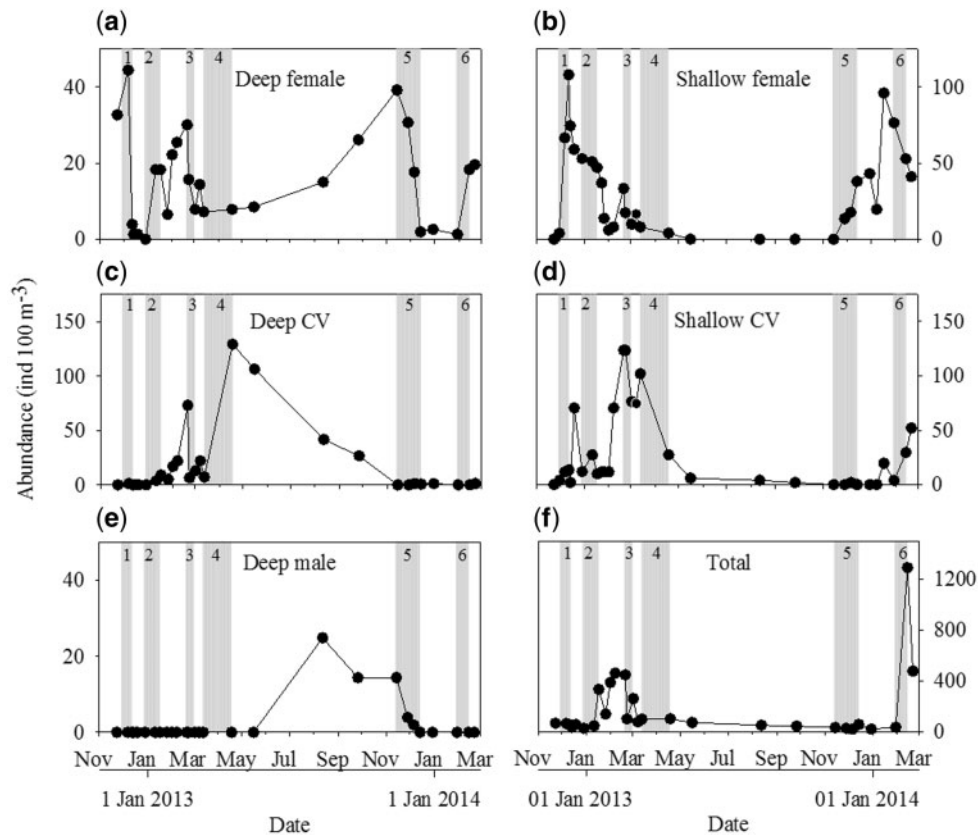 (a)
1 2 3 4 5 6
Deep female
40
20
0
(b)
1 2 3 4 5 6
Shallow female
100
50
0
Abundance (ind 100 m-3)
(c)
1 2 3 4 5 6
Deep CV
150
100
50
0
(d)
1 2 3 4 5 6
Shallow CV
150
100
50
0
(e)
1 2 3 4 5 6
Deep male
40
20
0
Nov Jan Mar May Jul Sep Nov Jan Mar
1 Jan 2013 1 Jan 2014
Date
(f)
1 2 3 4 5 6
Total
1200
800
400
0
Nov Jan Mar May Jul Sep Nov Jan Mar
01 Jan 2013 01 Jan 2014
Date